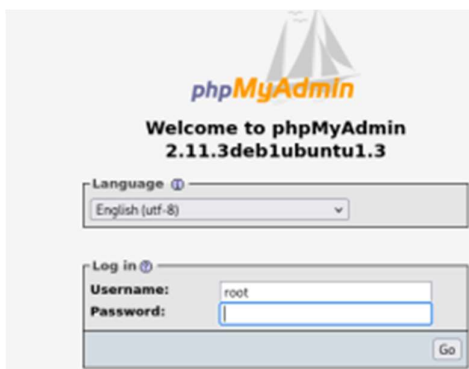 phpMyAdmin
Welcome to phpMyAdmin
2.11.3deb1ubuntu1.3
Language
English (utf-8)
Log in
Username: root
Password:
Go